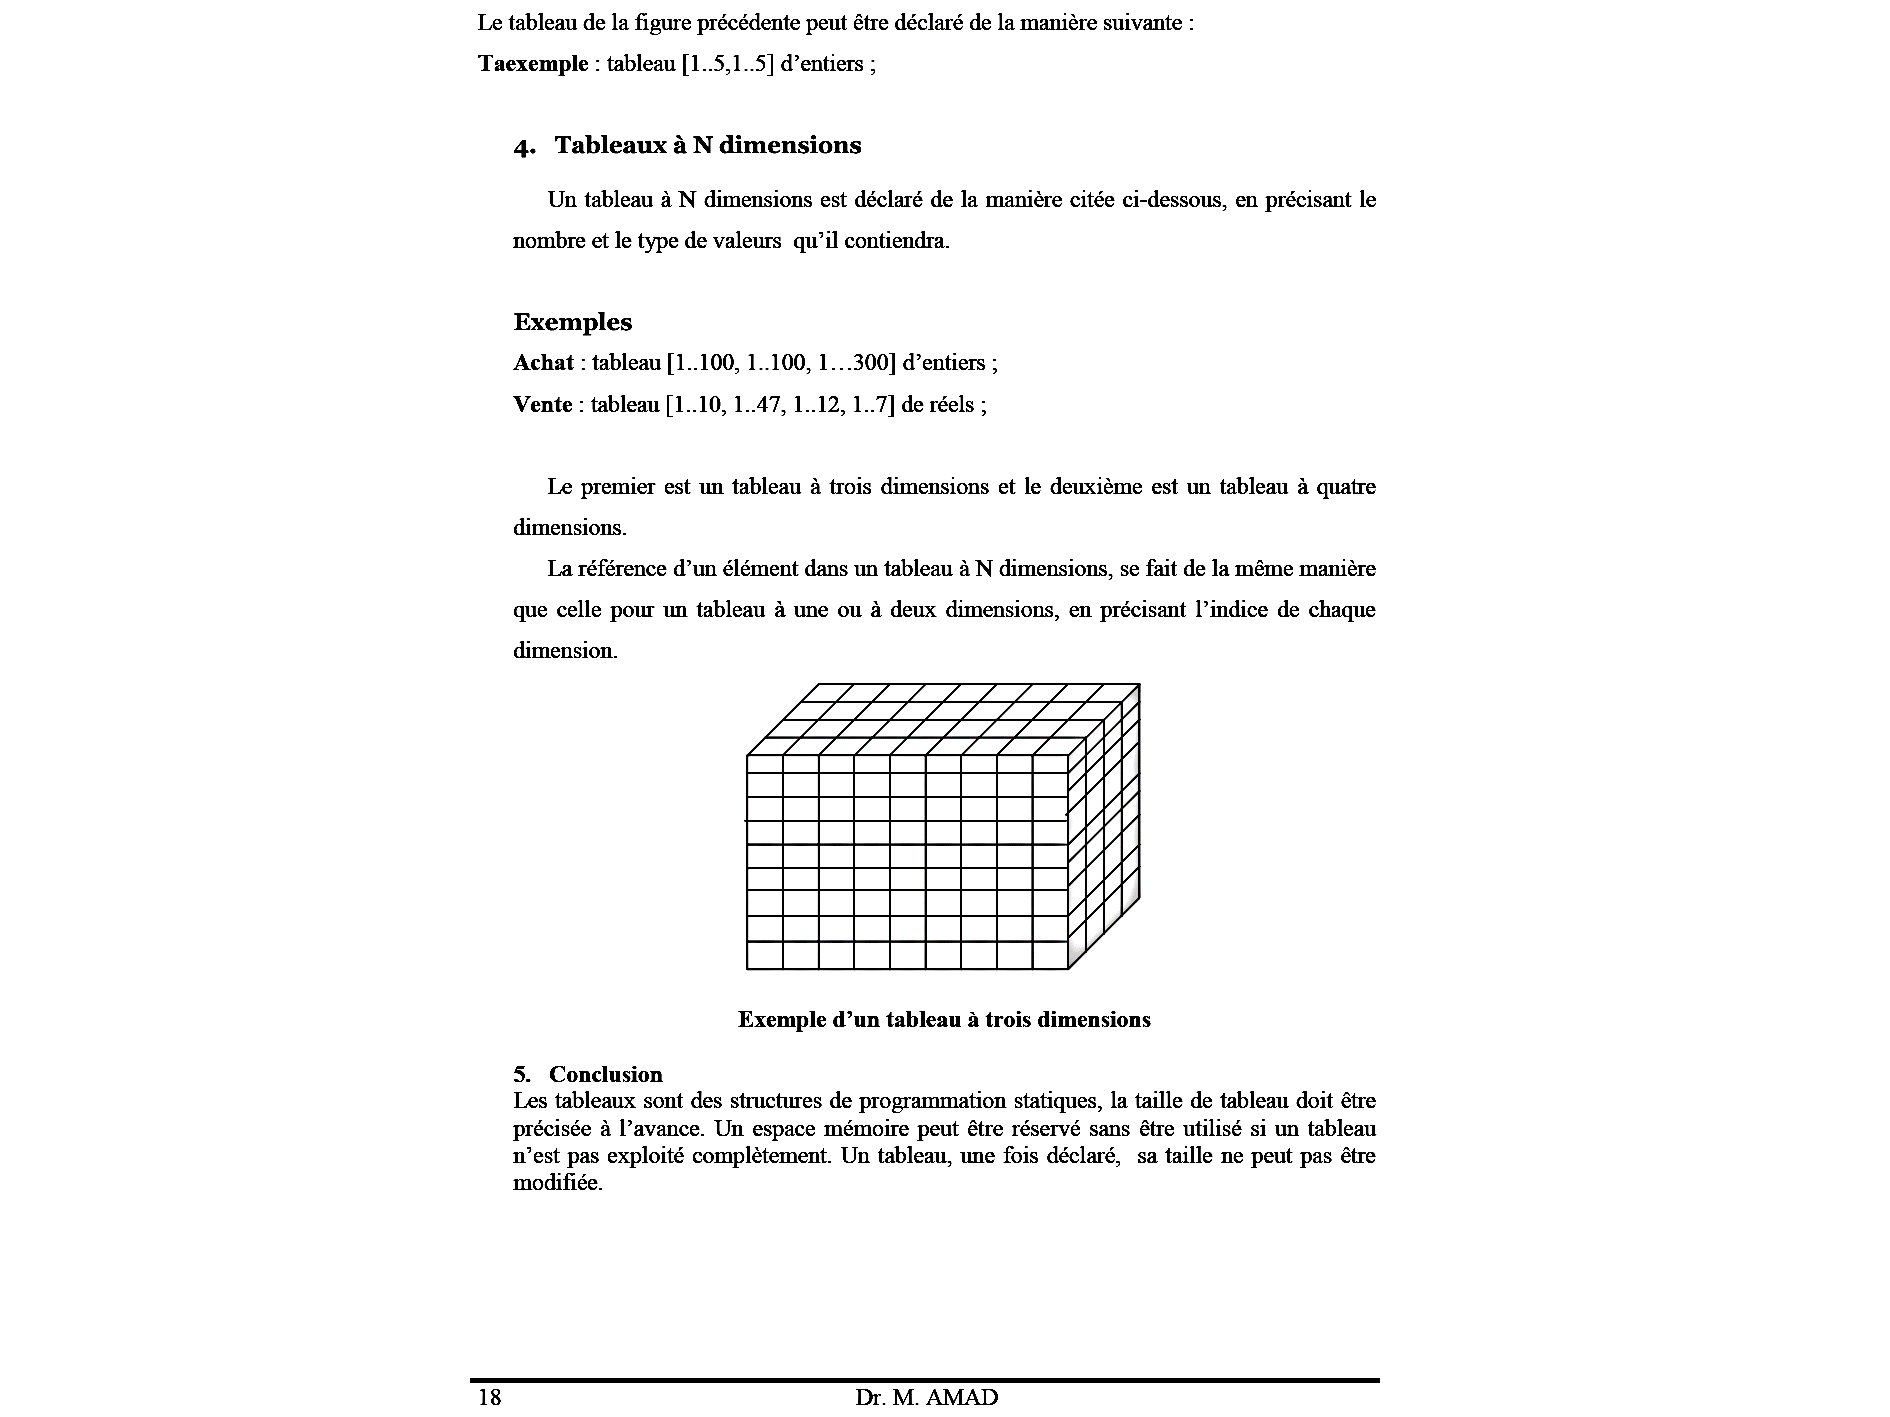 Le tableau de la figure précédente peut être déclaré de la manière suivante :
Taexemple : tableau [1..5,1..5] d’entiers ;
4. Tableaux à N dimensions
Un tableau à N dimensions est déclaré de la manière citée ci-dessous, en précisant le
nombre et le type de valeurs qu’il contiendra.
Exemples
Achat : tableau [1..100, 1..100, 1…300] d’entiers ;
Vente : tableau [1..10, 1..47, 1..12, 1..7] de réels ;
Le premier est un tableau à trois dimensions et le deuxième est un tableau à quatre
dimensions.
La référence d’un élément dans un tableau à N dimensions, se fait de la même manière
que celle pour un tableau à une ou à deux dimensions, en précisant l’indice de chaque
dimension.
Exemple d’un tableau à trois dimensions
5. Conclusion
Les tableaux sont des structures de programmation statiques, la taille de tableau doit être
précisée à l’avance. Un espace mémoire peut être réservé sans être utilisé si un tableau
n’est pas exploité complètement. Un tableau, une fois déclaré, sa taille ne peut pas être
modifiée.
18 Dr. M. AMAD